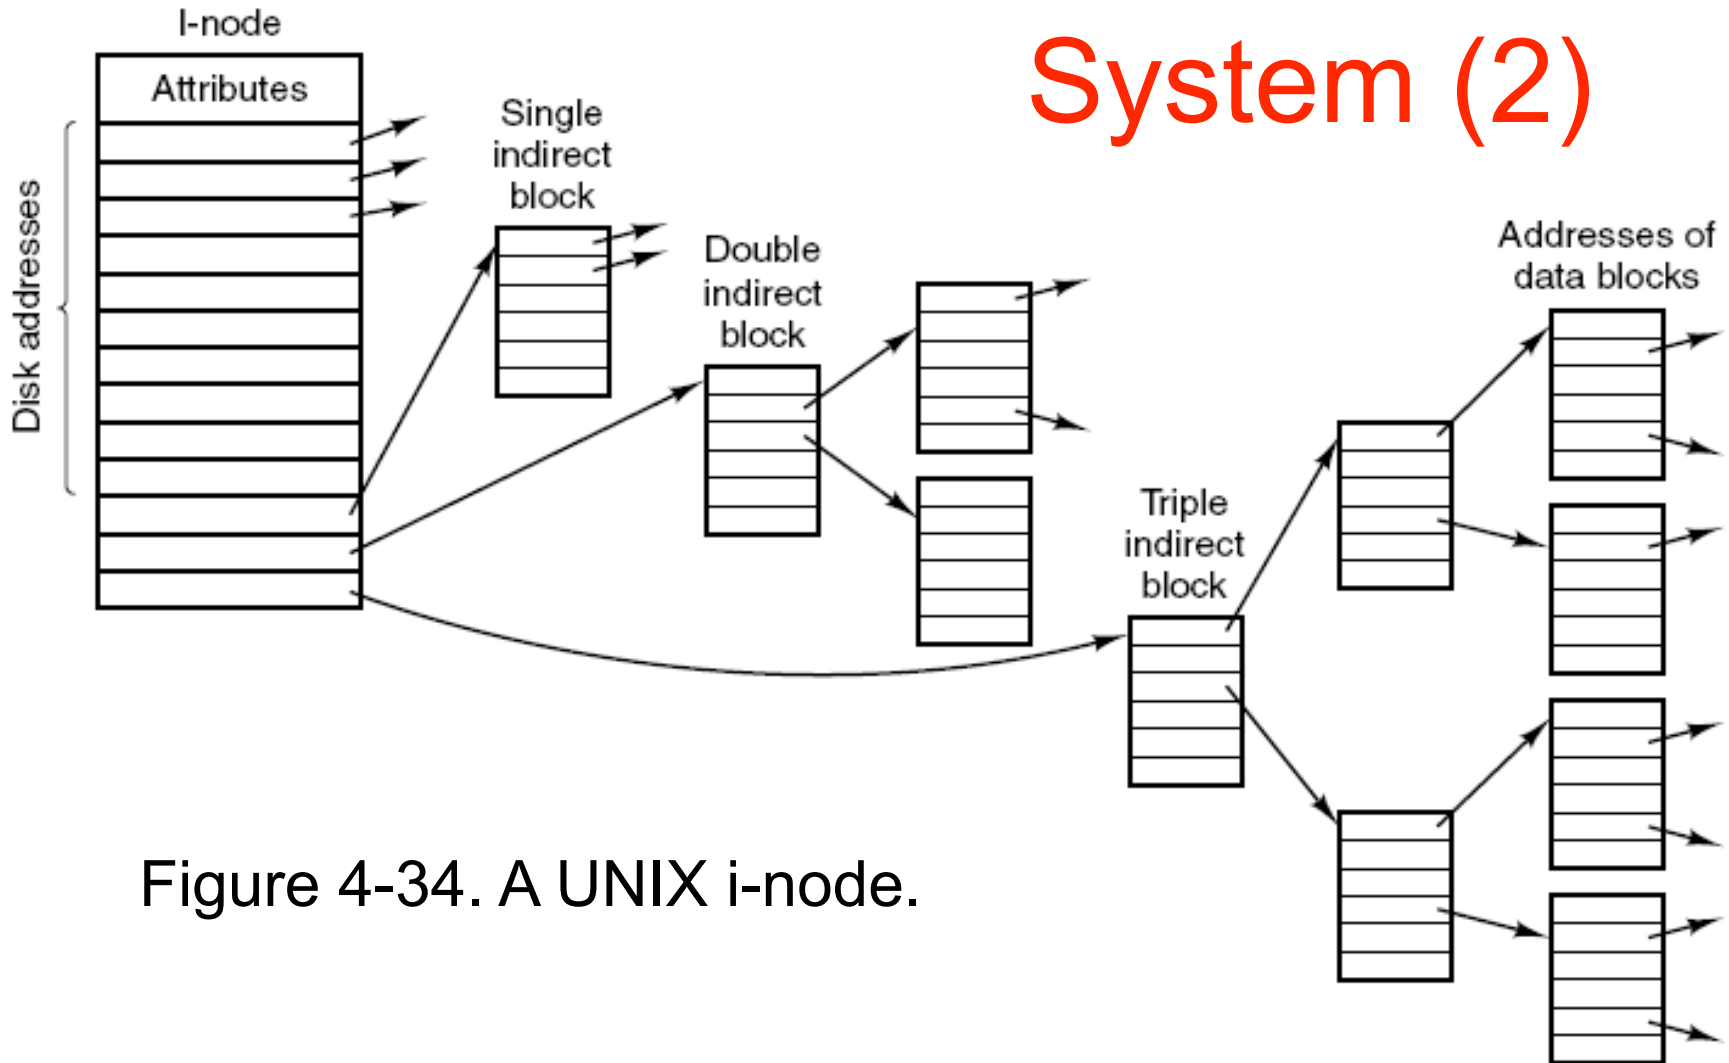 System (2)
I-node
Attributes
Disk addresses
Single
indirect
block
Double
indirect
block
Triple
indirect
block
Addresses of
data blocks
Figure 4-34. A UNIX i-node.